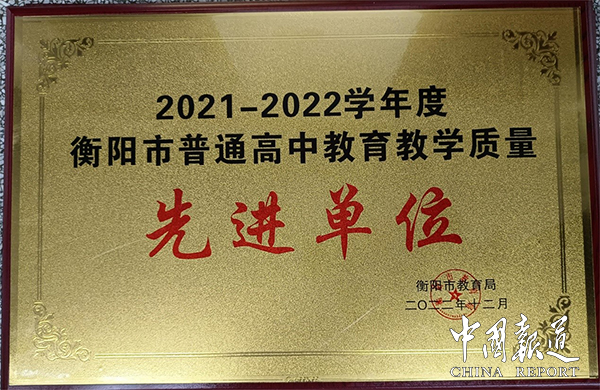 2021-2022学年度
衡阳市普通高中教育教学质量
先进单位
衡阳市教育局
二〇二二年十二月
中国报道
CHINA REPORT